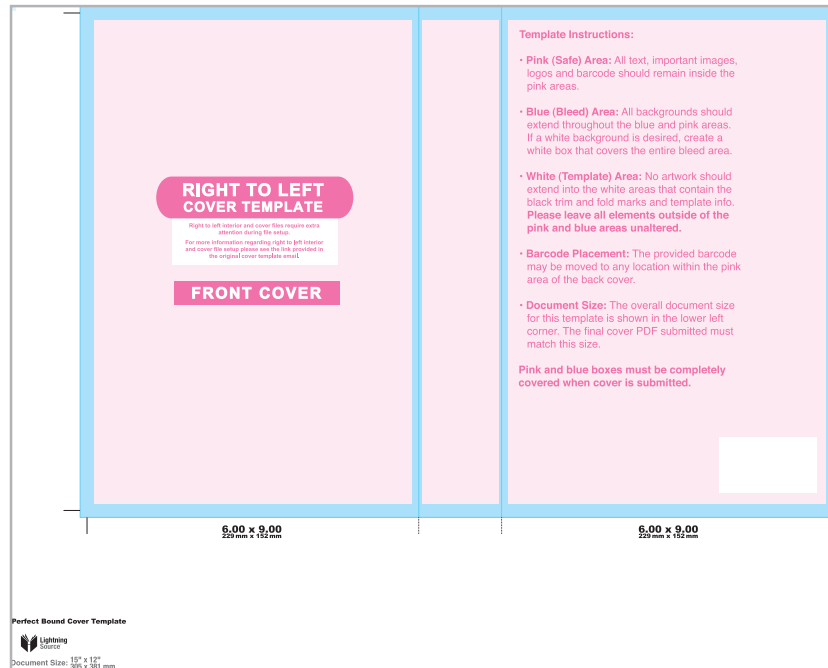 RIGHT TO LEFT
COVER TEMPLATE
Right to left interior and cover files require extra
attention during file setup.
For more information regarding right to left interior
and cover file setup please see the link provided in
the original cover template email.
FRONT COVER
Template Instructions:
• Pink (Safe) Area: All text, important images,
logos and barcode should remain inside the
pink areas.
• Blue (Bleed) Area: All backgrounds should
extend throughout the blue and pink areas.
If a white background is desired, create a
white box that covers the entire bleed area.
• White (Template) Area: No artwork should
extend into the white areas that contain the
black trim and fold marks and template info.
Please leave all elements outside of the
pink and blue areas unaltered.
• Barcode Placement: The provided barcode
may be moved to any location within the pink
area of the back cover.
• Document Size: The overall document size
for this template is shown in the lower left
corner. The final cover PDF submitted must
match this size.
Pink and blue boxes must be completely
covered when cover is submitted.
6.00 x 9.00
229 mm x 152 mm
6.00 x 9.00
229 mm x 152 mm
Perfect Bound Cover Template
Lightning
Source
Document Size: 15" x 12"
305 x 381 mm